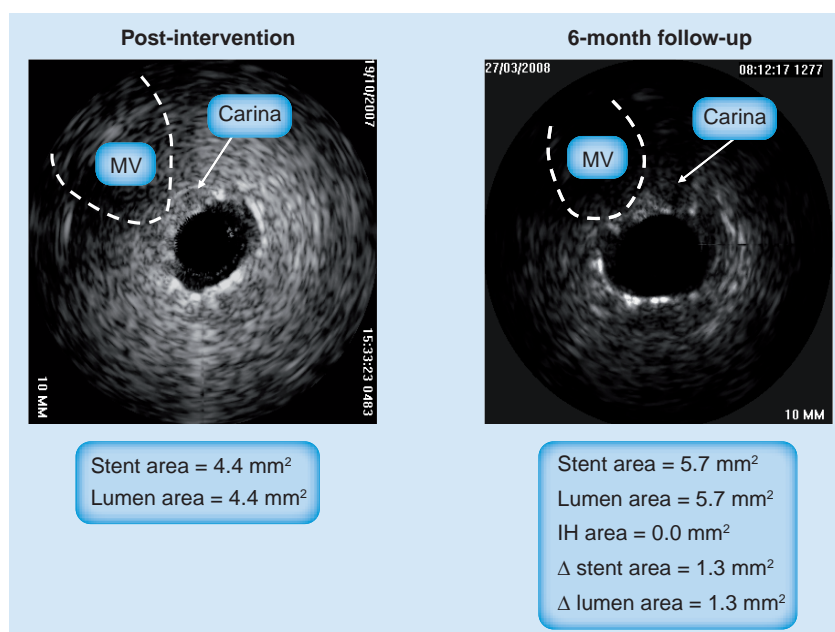 Post-intervention
19/10/2007
Carina
MV
15:33:23 0483
10 MM
Stent area = 4.4 mm²
Lumen area = 4.4 mm²
6-month follow-up
27/03/2008
08:12:17 1277
Carina
MV
10 MM
Stent area = 5.7 mm²
Lumen area = 5.7 mm²
IH area = 0.0 mm²
Δ stent area = 1.3 mm²
Δ lumen area = 1.3 mm²